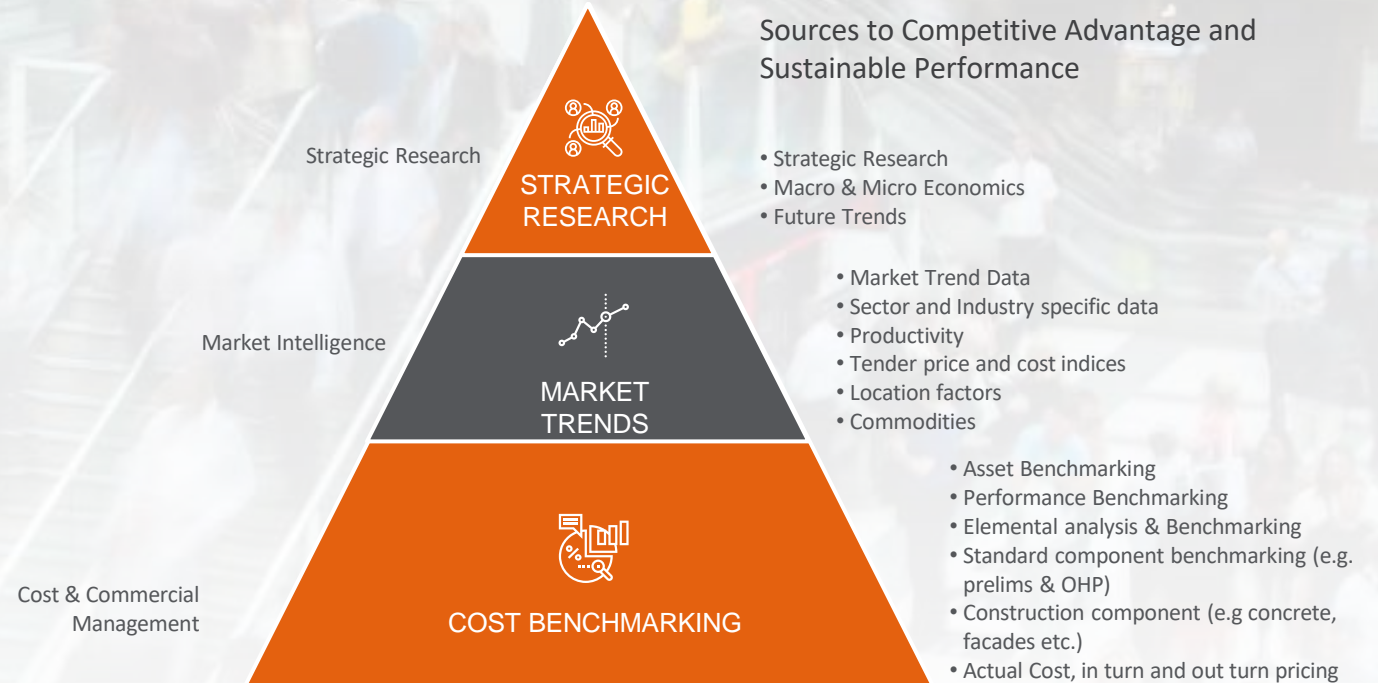 Sources to Competitive Advantage and
Sustainable Performance
Strategic Research
STRATEGIC
RESEARCH
• Strategic Research
• Macro & Micro Economics
• Future Trends
Market Intelligence
MARKET
TRENDS
• Market Trend Data
• Sector and Industry specific data
• Productivity
• Tender price and cost indices
• Location factors
• Commodities
Cost & Commercial
Management
%
COST BENCHMARKING
• Asset Benchmarking
• Performance Benchmarking
• Elemental analysis & Benchmarking
• Standard component benchmarking (e.g.
prelims & OHP)
• Construction component (e.g concrete,
facades etc.)
• Actual Cost, in turn and out turn pricing